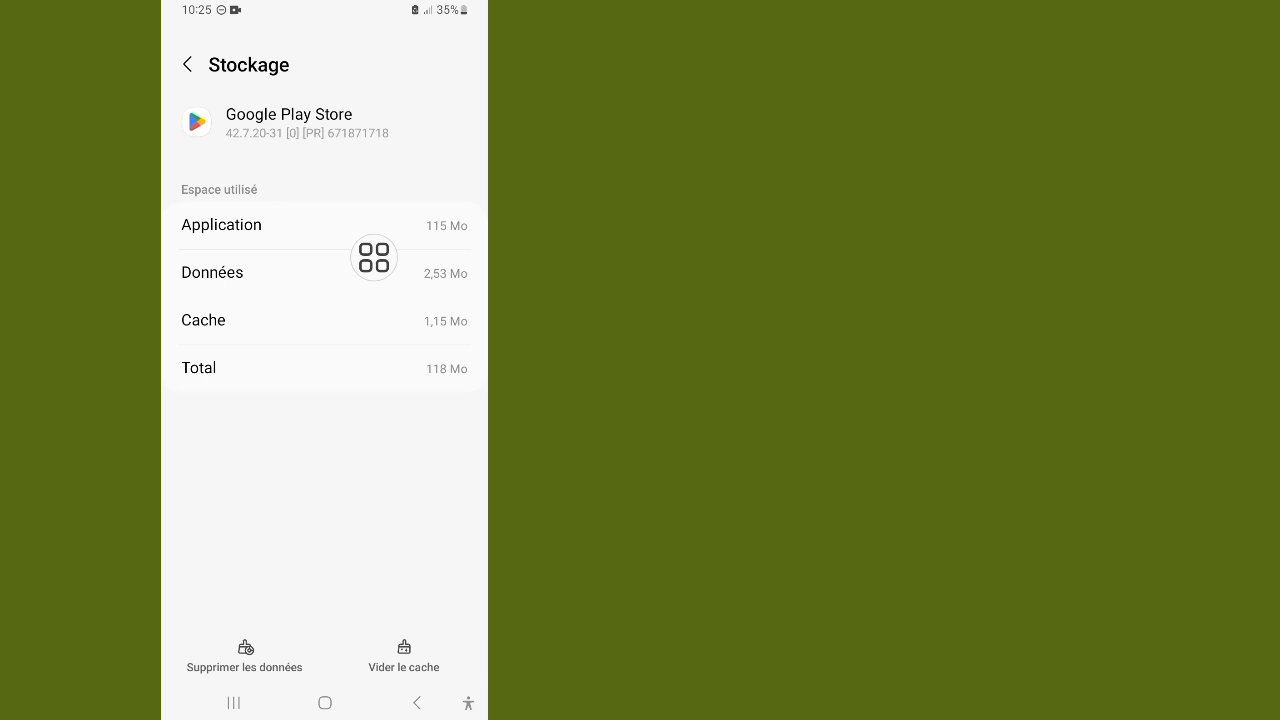 10:25 35%
Stockage
Google Play Store
42.7.20-31 [0] [PR] 671871718
Espace utilisé
Application 115 Mo
Données 2,53 Mo
Cache 1,15 Mo
Total 118 Mo
Supprimer les données Vider le cache